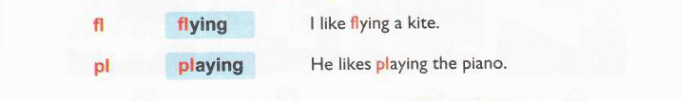 fl flying I like flying a kite.
pl playing He likes playing the piano.